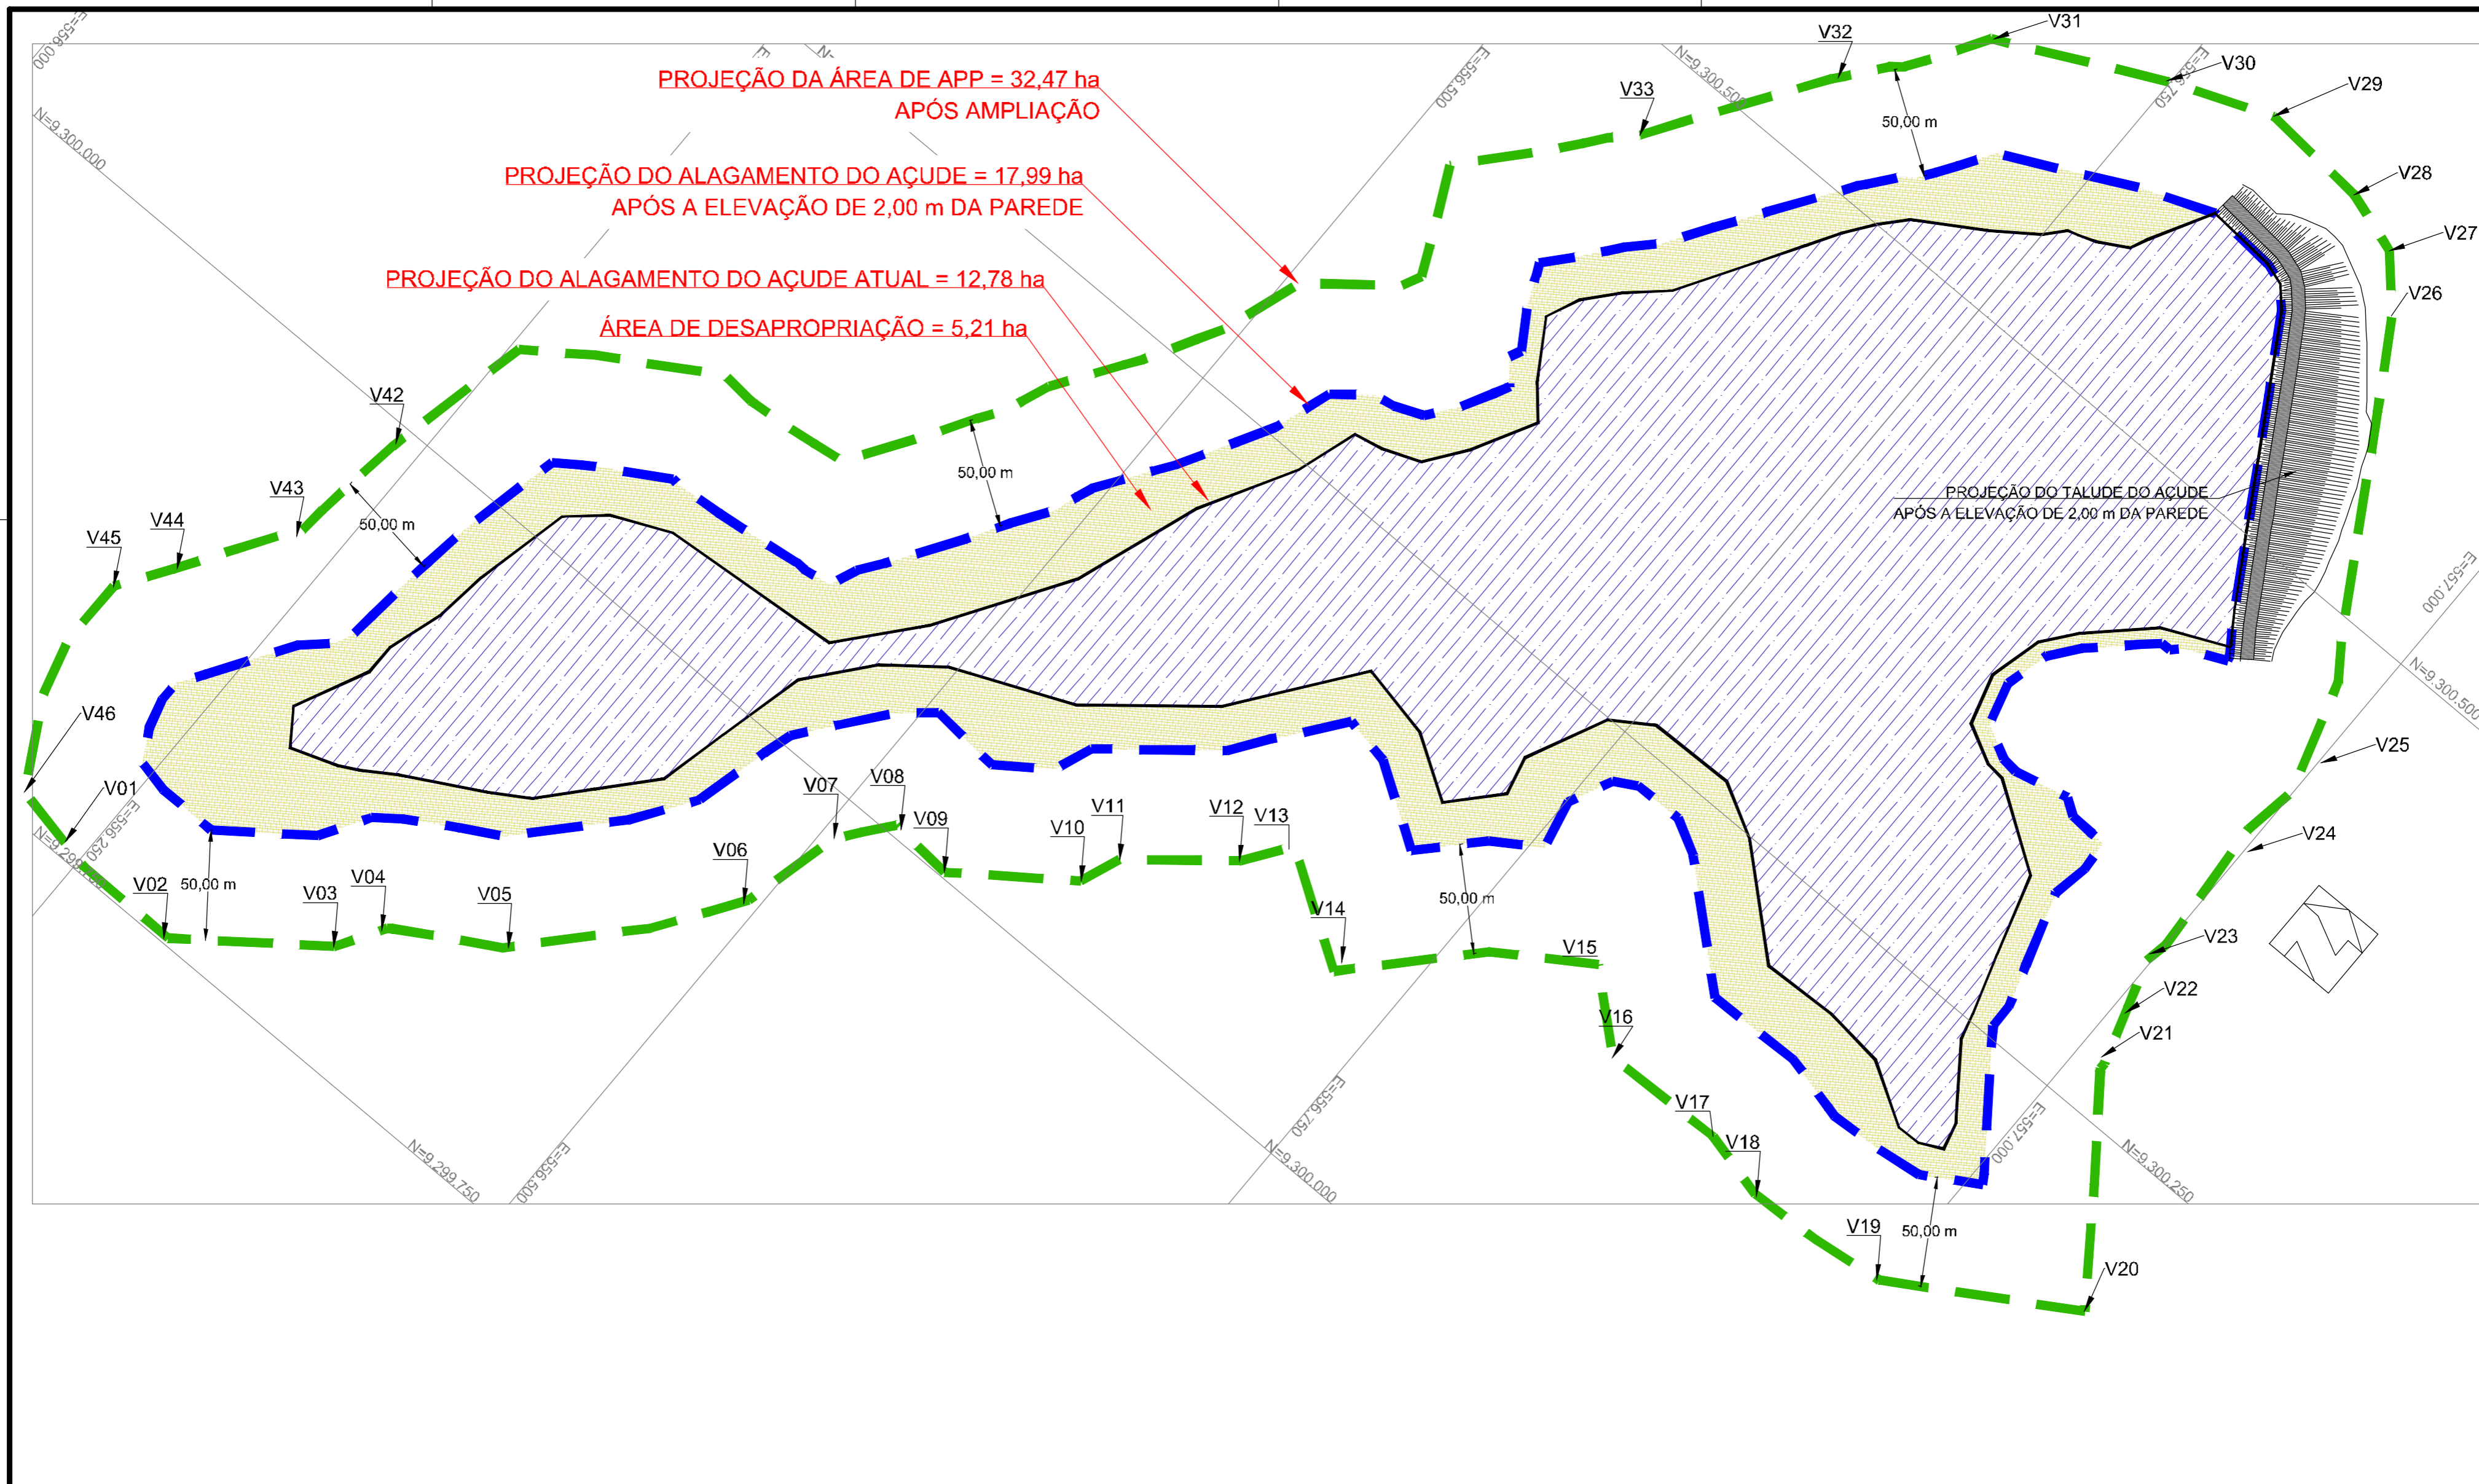 E=556.000
N=9.300.000
E
N-
PROJEÇÃO DA ÁREA DE APP = 32,47 ha
APÓS AMPLIAÇÃO
PROJEÇÃO DO ALAGAMENTO DO AÇUDE = 17,99 ha
APÓS A ELEVAÇÃO DE 2,00 m DA PAREDE
PROJEÇÃO DO ALAGAMENTO DO AÇUDE ATUAL = 12,78 ha
ÁREA DE DESAPROPRIAÇÃO = 5,21 ha
E=556.500
N=9.300.500
E=556.750
V31
V32
V30
V33
V29
50,00 m
V28
V27
V26
V42
V43
50,00 m
V44
V45
50,00 m
PROJEÇÃO DO TALUDE DO AÇUDE
APÓS A ELEVAÇÃO DE 2,00 m DA PAREDE
E=557.000
N=9.300.500
V46
V01
E=556.250
V02
50,00 m
V03
V04
V05
V06
V07
V08
V09
V10
V11
V12
V13
V14
50,00 m
V15
V16
V17
V18
V19
50,00 m
V20
V21
V22
V23
V24
V25
N=9.299.750
E=556.500
N=9.300.000
E=556.750
E=557.000
N=9.300.250